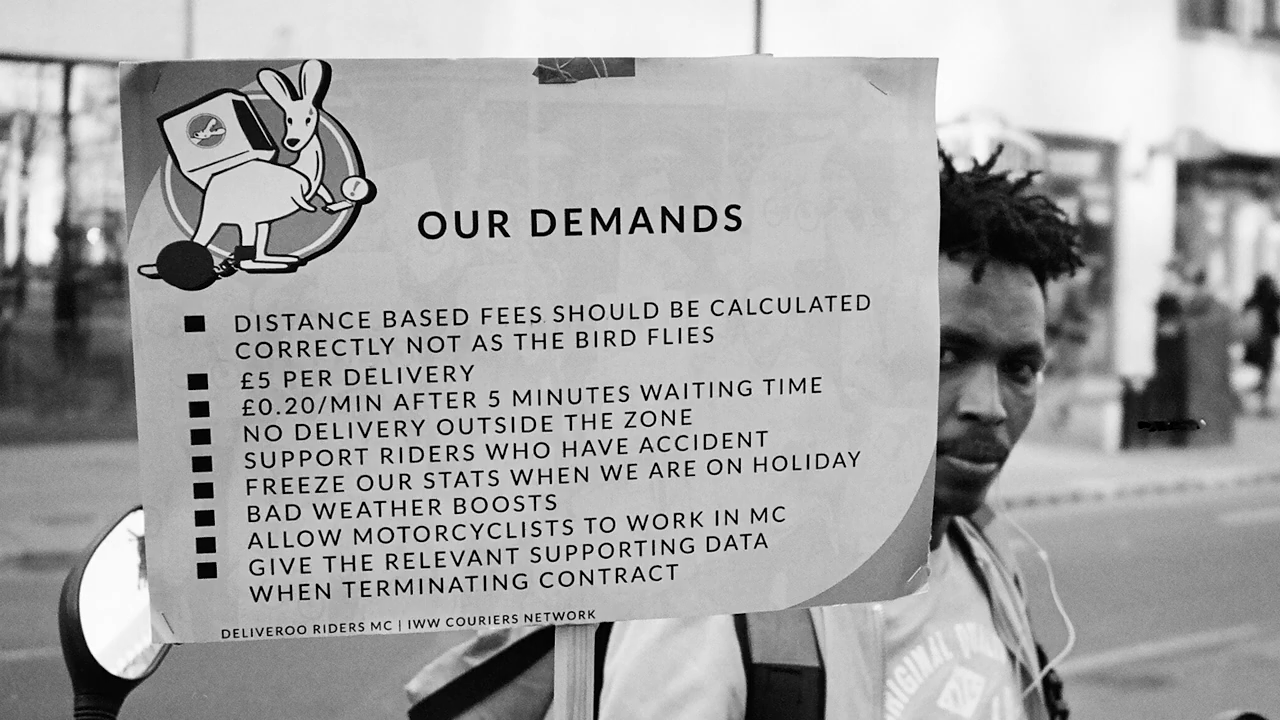 OUR DEMANDS
DISTANCE BASED FEES SHOULD BE CALCULATED
CORRECTLY NOT AS THE BIRD FLIES
£5 PER DELIVERY
£0.20/MIN AFTER 5 MINUTES WAITING TIME
NO DELIVERY OUTSIDE THE ZONE
SUPPORT RIDERS WHO HAVE ACCIDENT
FREEZE OUR STATS WHEN WE ARE ON HOLIDAY
BAD WEATHER BOOSTS
ALLOW MOTORCYCLISTS TO WORK IN MC
GIVE THE RELEVANT SUPPORTING DATA
WHEN TERMINATING CONTRACT
DELIVEROO RIDERS MC | IWW COURIERS NETWORK